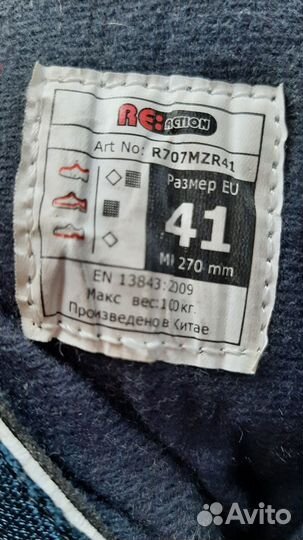 RE:ACTION
Art No: R707MZR41
Размер EU
41
MI 270 mm
EN 13843:2009
Макс вес:100кг.
Произведено в Китае
Avito